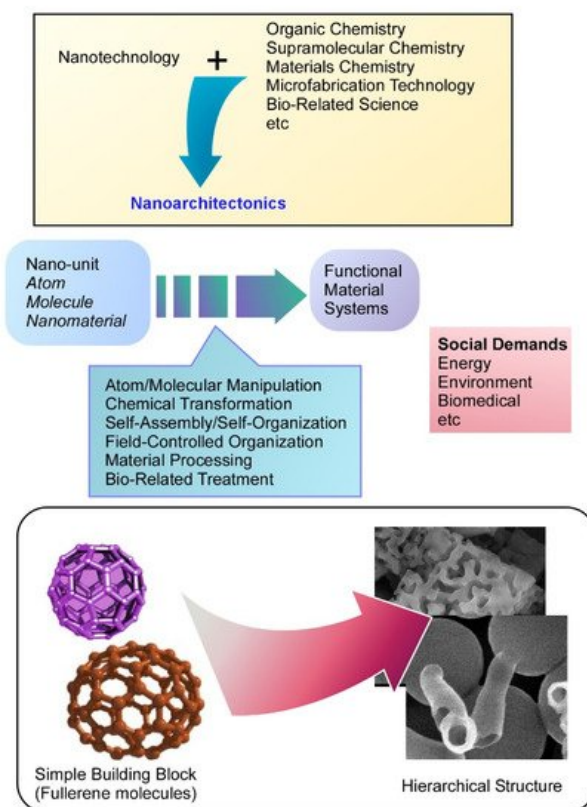 Nanotechnology
+
Organic Chemistry
Supramolecular Chemistry
Materials Chemistry
Microfabrication Technology
Bio-Related Science
etc
Nanoarchitectonics
Nano-unit
Atom
Molecule
Nanomaterial
Functional
Material
Systems
Social Demands
Energy
Environment
Biomedical
etc
Atom/Molecular Manipulation
Chemical Transformation
Self-Assembly/Self-Organization
Field-Controlled Organization
Material Processing
Bio-Related Treatment
Simple Building Block
(Fullerene molecules)
Hierarchical Structure